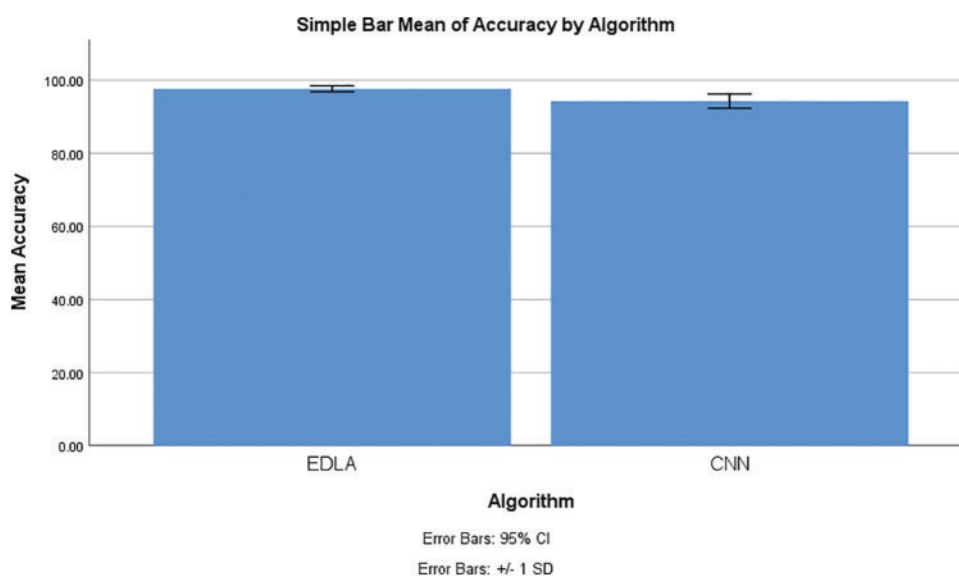 Simple Bar Mean of Accuracy by Algorithm
100.00
80.00
60.00
40.00
20.00
0.00
Mean Accuracy
EDLA
CNN
Algorithm
Error Bars: 95% CI
Error Bars: +/- 1 SD